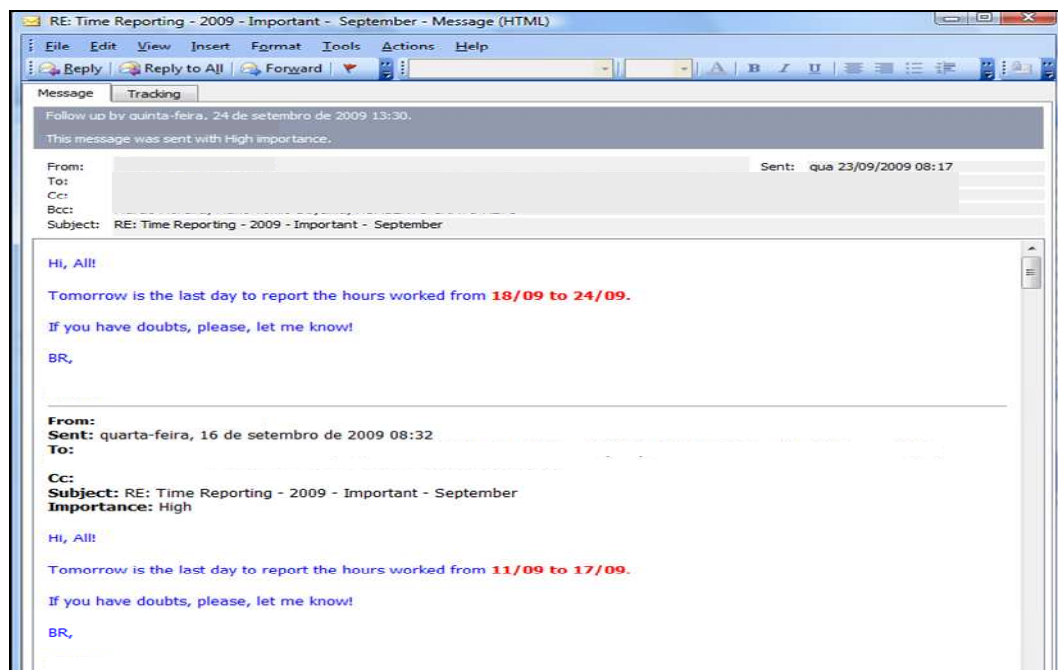 RE: Time Reporting - 2009 - Important - September - Message (HTML)
File Edit View Insert Format Tools Actions Help
Reply Reply to All Forward A B I U
Message Tracking
Follow up by quinta-feira, 24 de setembro de 2009 13:30.
This message was sent with High importance.
From: Sent: qua 23/09/2009 08:17
To:
Cc:
Bcc:
Subject: RE: Time Reporting - 2009 - Important - September
Hi, All!
Tomorrow is the last day to report the hours worked from 18/09 to 24/09.
If you have doubts, please, let me know!
BR,
From:
Sent: quarta-feira, 16 de setembro de 2009 08:32
To:
Cc:
Subject: RE: Time Reporting - 2009 - Important - September
Importance: High
Hi, All!
Tomorrow is the last day to report the hours worked from 11/09 to 17/09.
If you have doubts, please, let me know!
BR,